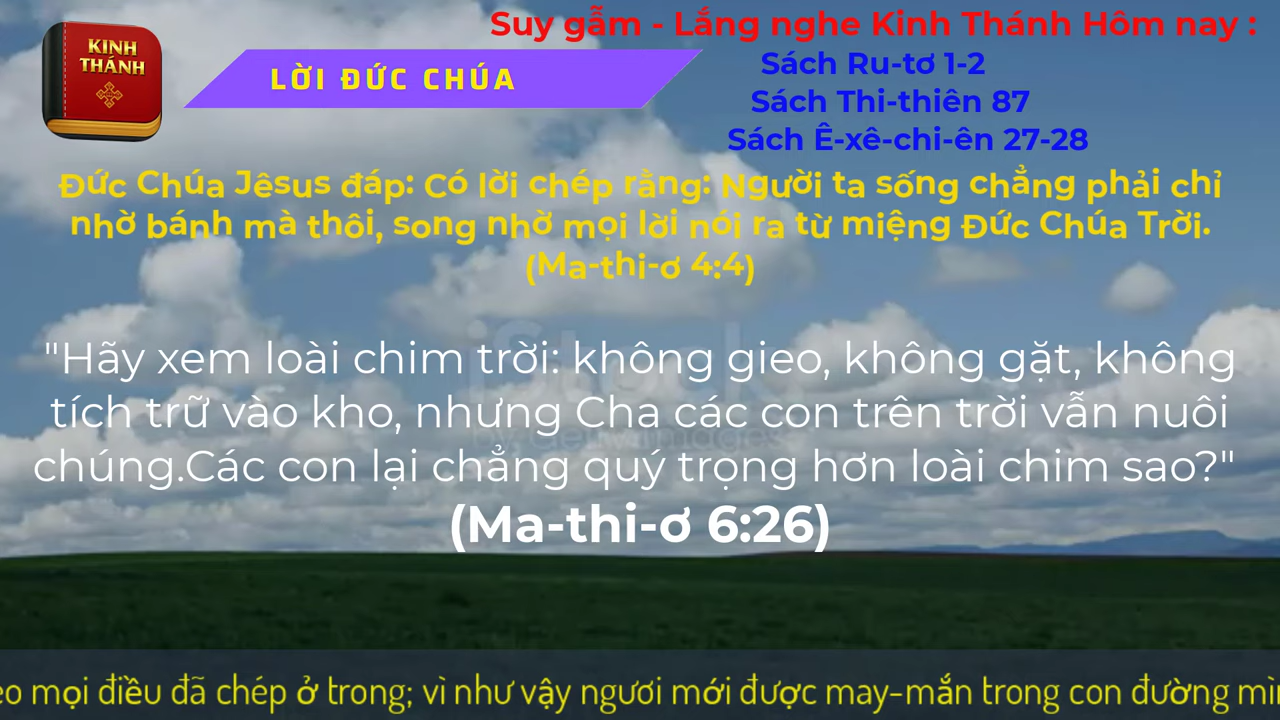 Suy gẫm - Lắng nghe Kinh Thánh Hôm nay :
KINH
THÁNH
LỜI ĐỨC CHÚA
Sách Ru-tơ 1-2
Sách Thi-thiên 87
Sách Ê-xê-chi-ên 27-28
Đức Chúa Jêsus đáp: Có lời chép rằng: Người ta sống chẳng phải chỉ
nhờ bánh mà thôi, song nhờ mọi lời nói ra từ miệng Đức Chúa Trời.
(Ma-thi-ơ 4:4)
iStock
by Getty Images
"Hãy xem loài chim trời: không gieo, không gặt, không
tích trữ vào kho, nhưng Cha các con trên trời vẫn nuôi
chúng.Các con lại chẳng quý trọng hơn loài chim sao?"
(Ma-thi-ơ 6:26)
mọi điều đã chép ở trong; vì như vậy ngươi mới được may-mắn trong con đường